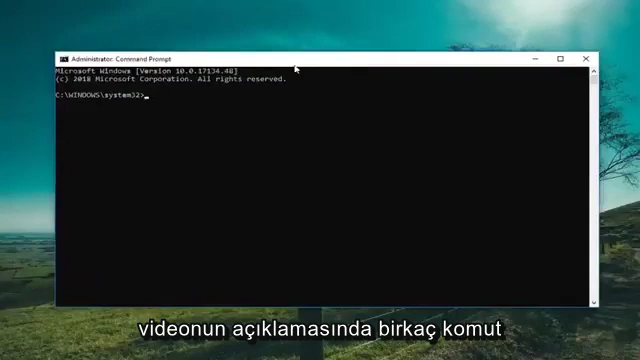 Administrator: Command Prompt
Microsoft Windows [Version 10.0.17134.48]
(c) 2018 Microsoft Corporation. All rights reserved.
C:\WINDOWS\system32>
videonun açıklamasında birkaç komut